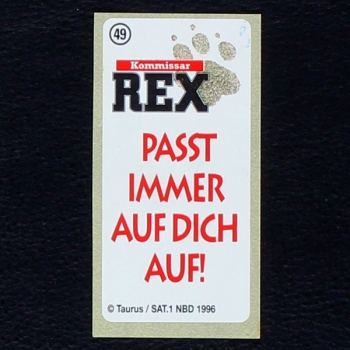 49
Kommissar
REX
PASST
IMMER
AUF DICH
AUF!
© Taurus / SAT.1 NBD 1996